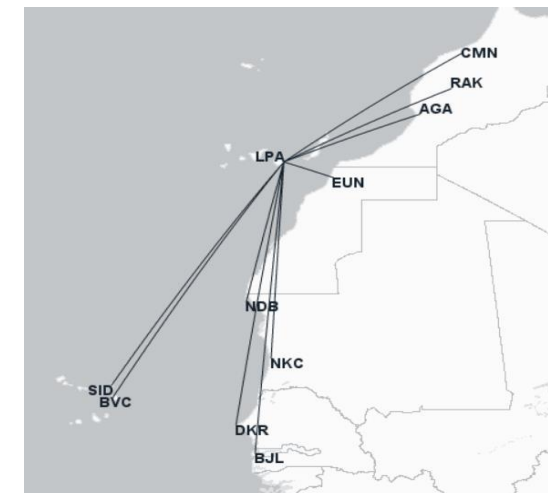 CMN
RAK
AGA
LPA
EUN
NDB
NKC
SID
BVC
DKR
BJL